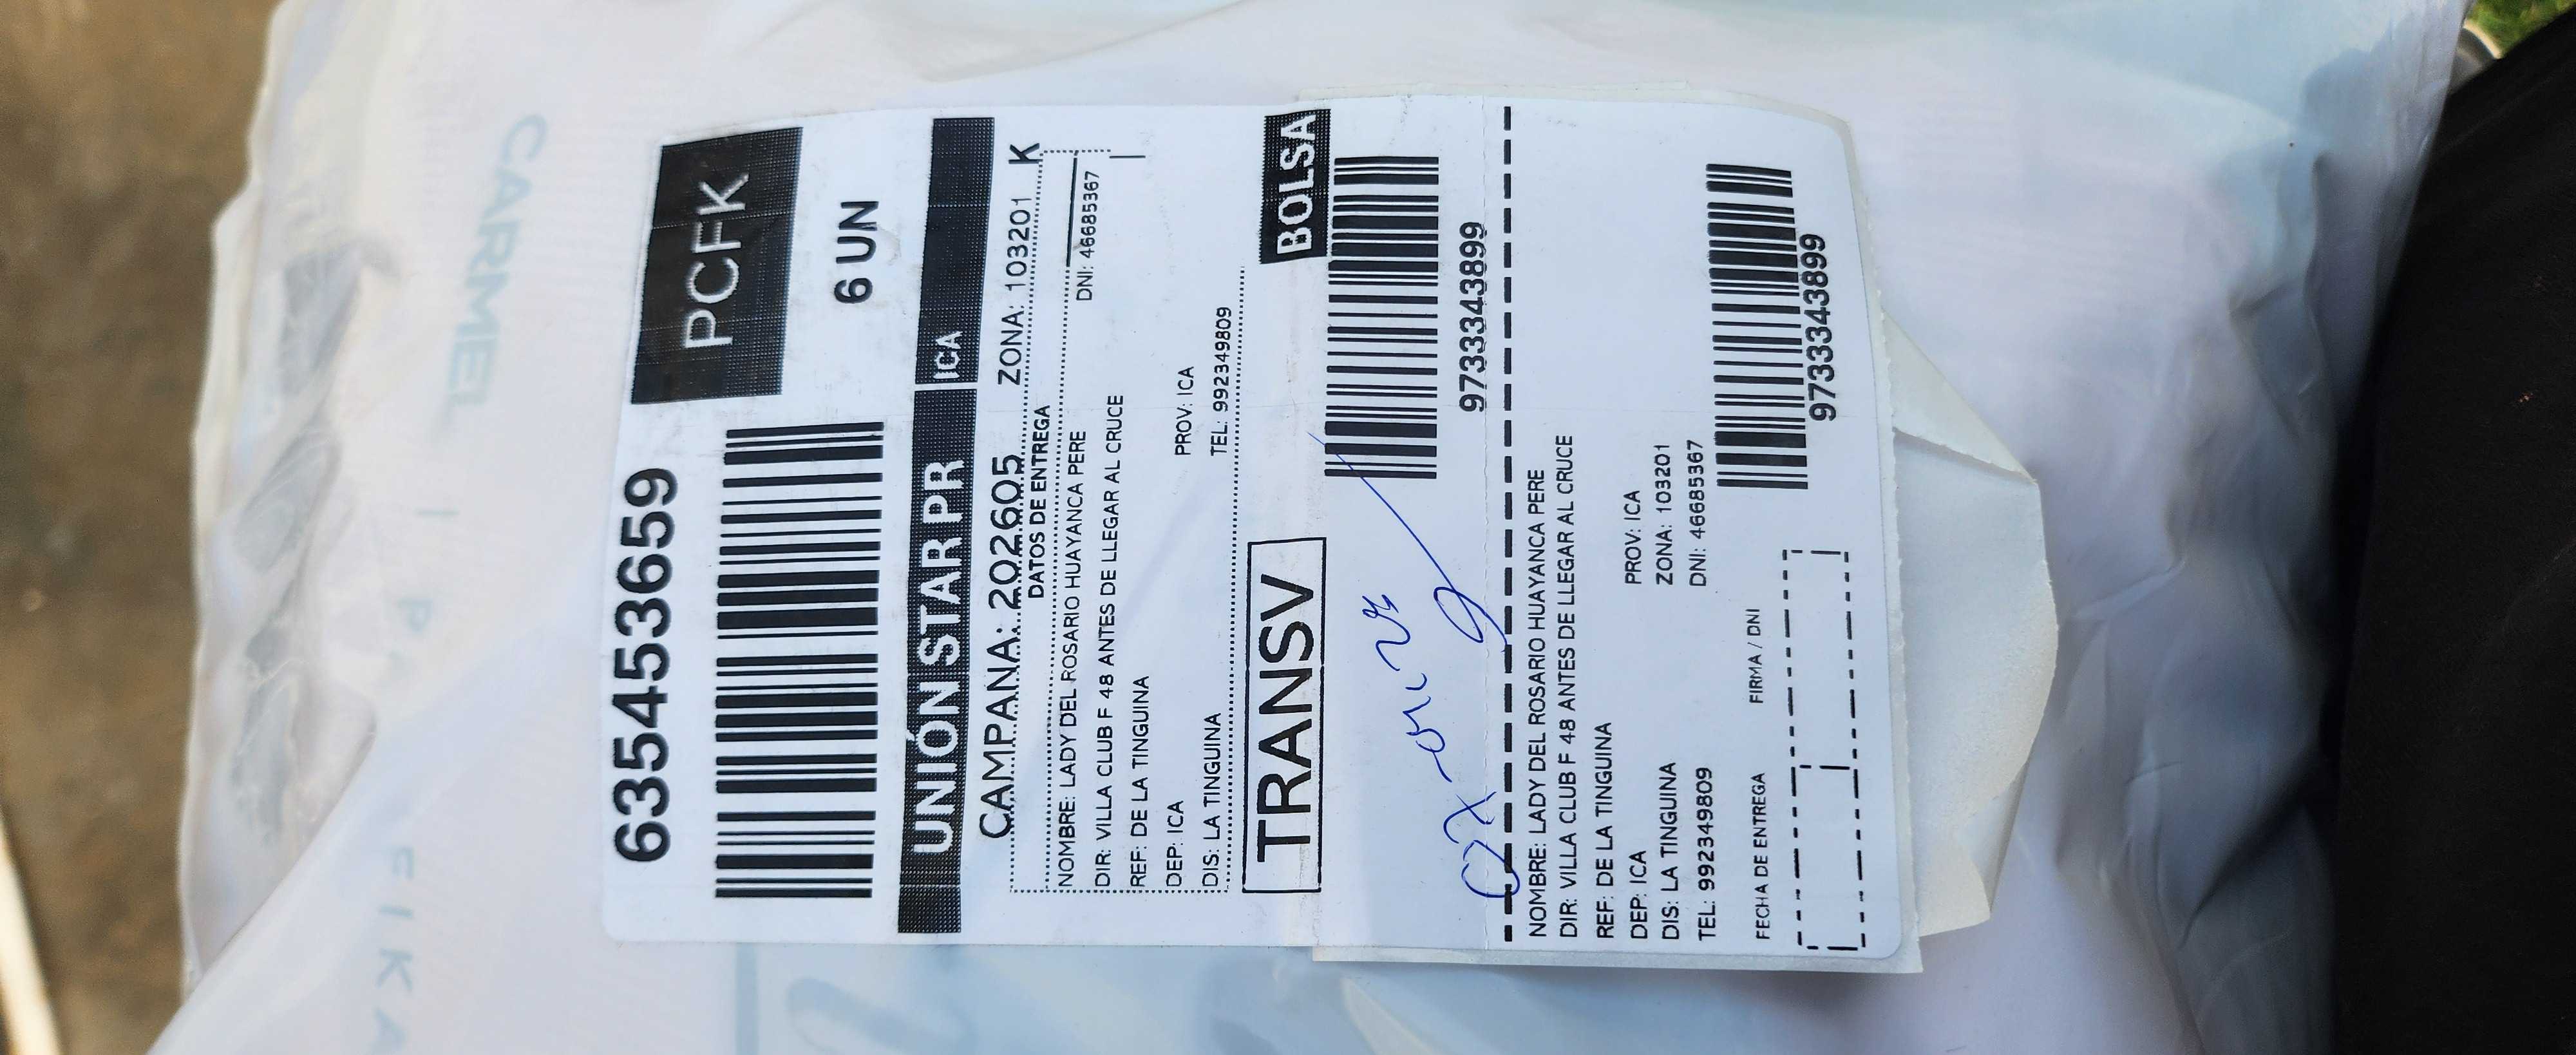 CARMEL | PA
FIKA
6354453659
PCFK
6 UN
UNIÓN STAR PR ICA
CAMPANA: 202605 ZONA: 103201 K
DATOS DE ENTREGA
NOMBRE: LADY DEL ROSARIO HUAYANCA PERE
DNI: 46685367
DIR: VILLA CLUB F 48 ANTES DE LLEGAR AL CRUCE
REF: DE LA TINGUINA
DEP: ICA PROV: ICA
DIS: LA TINGUINA TEL: 992349809
TRANSV BOLSA
9733343899
NOMBRE: LADY DEL ROSARIO HUAYANCA PERE
DIR: VILLA CLUB F 48 ANTES DE LLEGAR AL CRUCE
REF: DE LA TINGUINA
DEP: ICA PROV: ICA
DIS: LA TINGUINA ZONA: 103201
TEL: 992349809 DNI: 46685367
FECHA DE ENTREGA FIRMA / DNI
9733343899